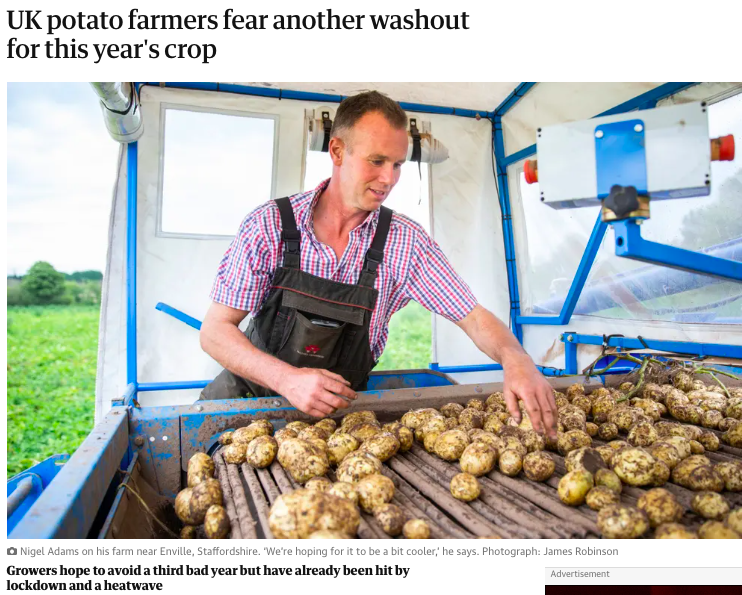 UK potato farmers fear another washout
for this year's crop
Nigel Adams on his farm near Enville, Staffordshire. ‘We’re hoping for it to be a bit cooler,’ he says. Photograph: James Robinson
Growers hope to avoid a third bad year but have already been hit by
lockdown and a heatwave
Advertisement